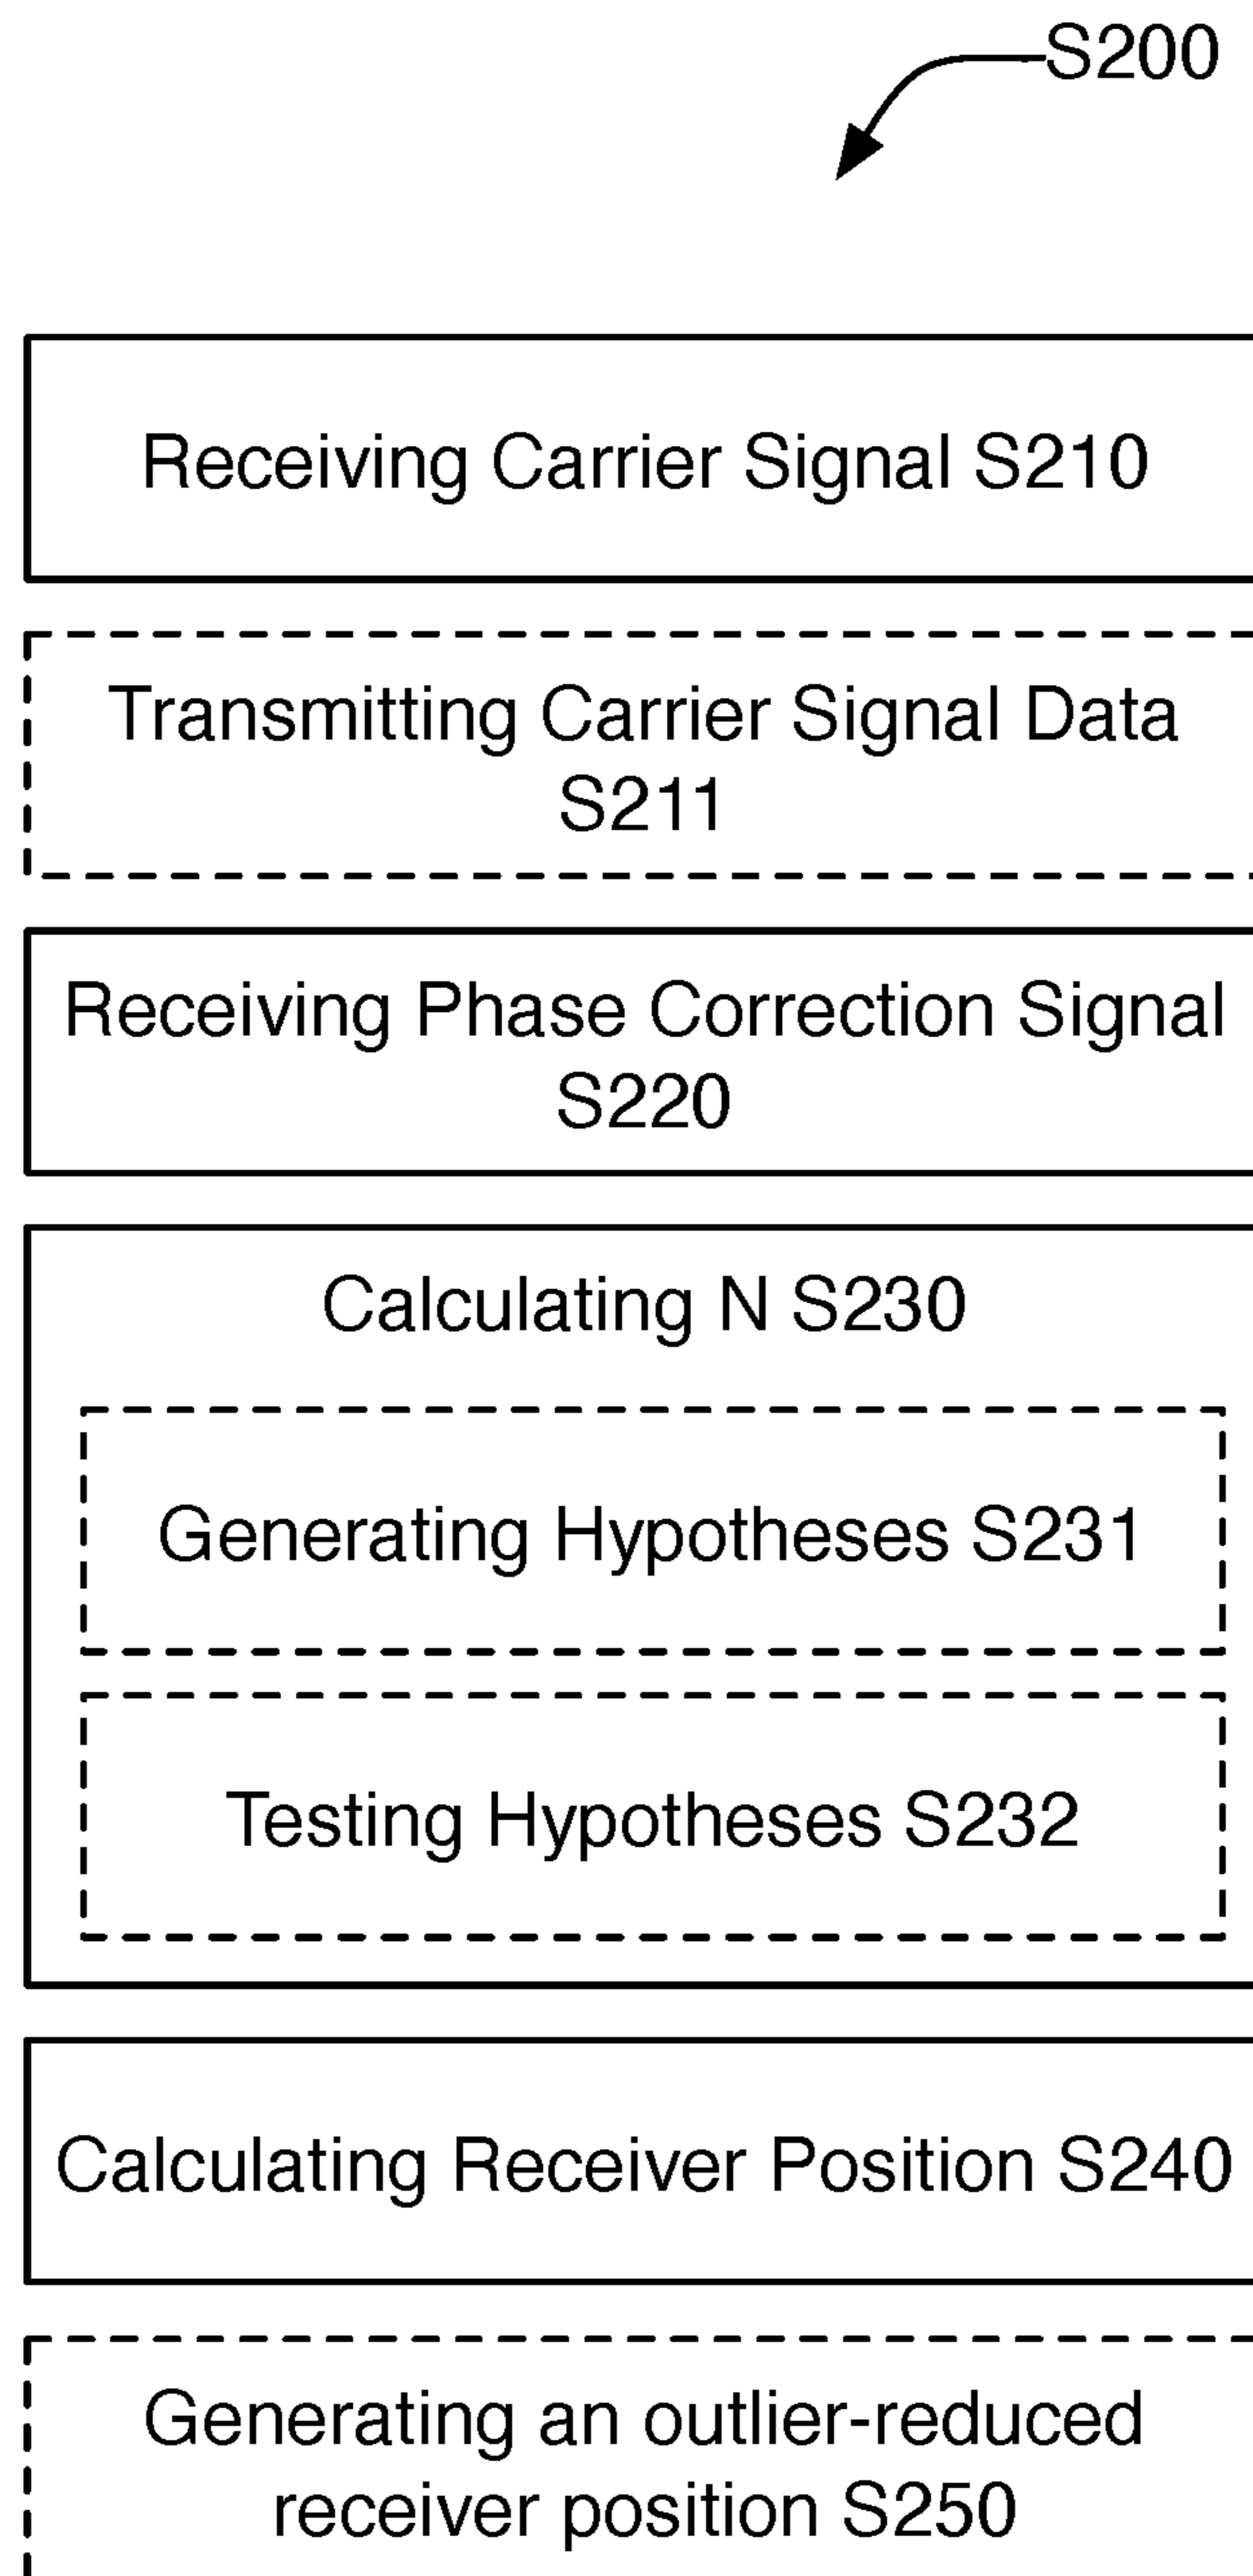 S200
Receiving Carrier Signal S210
Transmitting Carrier Signal Data
S211
Receiving Phase Correction Signal
S220
Calculating N S230
Generating Hypotheses S231
Testing Hypotheses S232
Calculating Receiver Position S240
Generating an outlier-reduced
receiver position S250